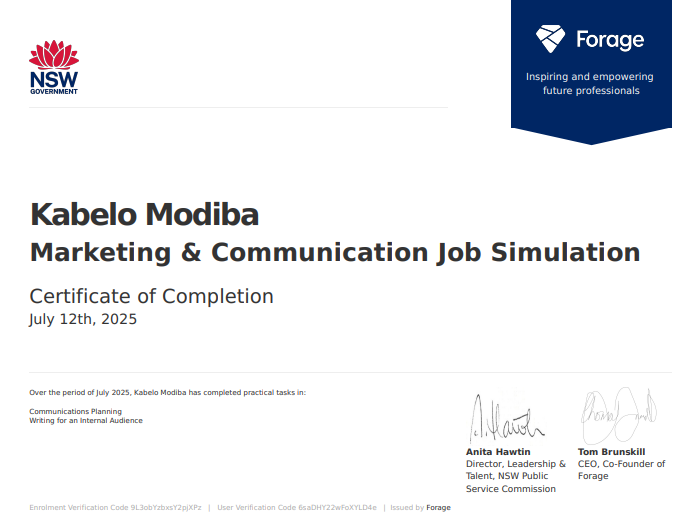 NSW
GOVERNMENT
Forage
Inspiring and empowering
future professionals
Kabelo Modiba
Marketing & Communication Job Simulation
Certificate of Completion
July 12th, 2025
Over the period of July 2025, Kabelo Modiba has completed practical tasks in:
Communications Planning
Writing for an Internal Audience
Anita Hawtin
Director, Leadership &
Talent, NSW Public
Service Commission
Tom Brunskill
CEO, Co-Founder of
Forage
Enrolment Verification Code 9L3obYzbxsY2pjXPz | User Verification Code 6saDHY22wFoXYLD4e | Issued by Forage